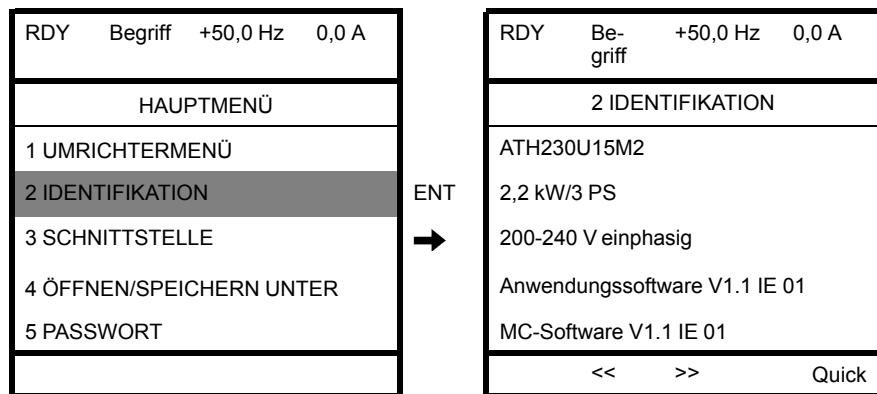 RDY Begriff +50,0 Hz 0,0 A
HAUPTMENÜ
1 UMRICHTERMENÜ
2 IDENTIFIKATION
3 SCHNITTSTELLE
4 ÖFFNEN/SPEICHERN UNTER
5 PASSWORT
ENT
RDY Be- +50,0 Hz 0,0 A
griff
2 IDENTIFIKATION
ATH230U15M2
2,2 kW/3 PS
200-240 V einphasig
Anwendungssoftware V1.1 IE 01
MC-Software V1.1 IE 01
<< >> Quick